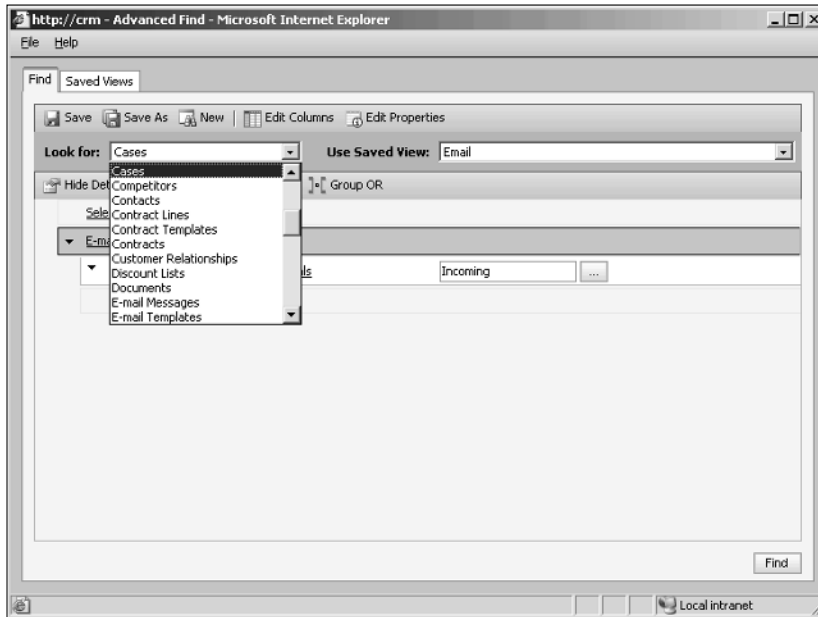 http://crm - Advanced Find - Microsoft Internet Explorer
File Help
Find Saved Views
Save Save As New Edit Columns Edit Properties
Look for: Cases Use Saved View: Email
Hide Det Group OR
Cases
Competitors
Contacts
Sele Contract Lines
Contract Templates
E-ma Contracts
Customer Relationships
Discount Lists ls Incoming ...
Documents
E-mail Messages
E-mail Templates
Find
Local intranet